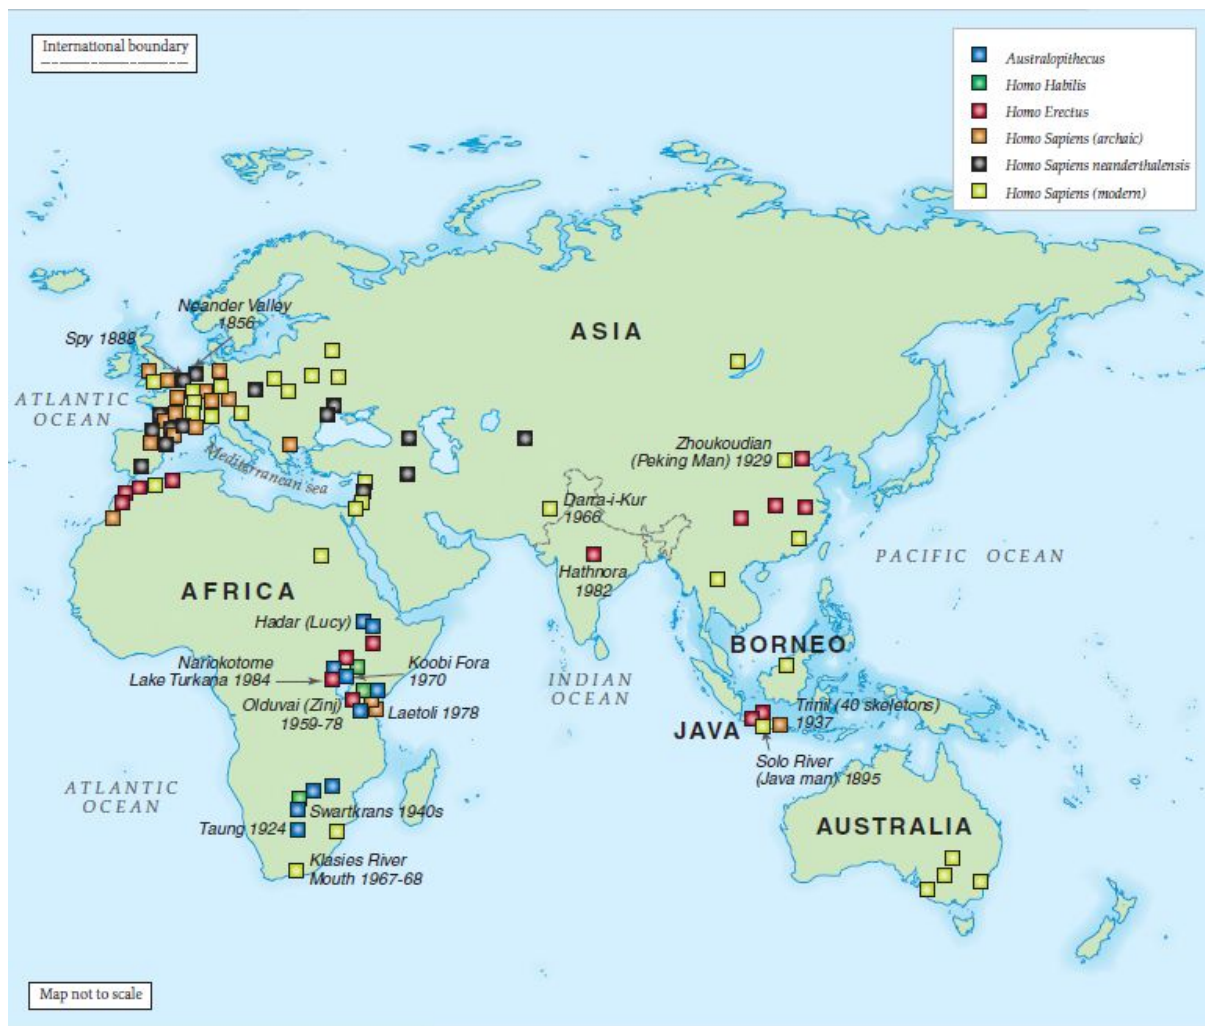 International boundary
Australopithecus
Homo Habilis
Homo Erectus
Homo Sapiens (archaic)
Homo Sapiens neanderthalensis
Homo Sapiens (modern)
Neander Valley
1856
Spy 1888
ASIA
ATLANTIC
OCEAN
Mediterranean sea
Zhoukoudian
(Peking Man) 1929
Darra-i-Kur
1966
PACIFIC OCEAN
Hathnora
1982
AFRICA
Hadar (Lucy)
BORNEO
Nariokotome
Lake Turkana 1984
Koobi Fora
1970
INDIAN
OCEAN
Olduvai (Zinj)
1959-78
Laetoli 1978
Trinil (40 skeletons)
1937
JAVA
Solo River
(Java man) 1895
ATLANTIC
OCEAN
Swartkrans 1940s
Taung 1924
AUSTRALIA
Klasies River
Mouth 1967-68
Map not to scale